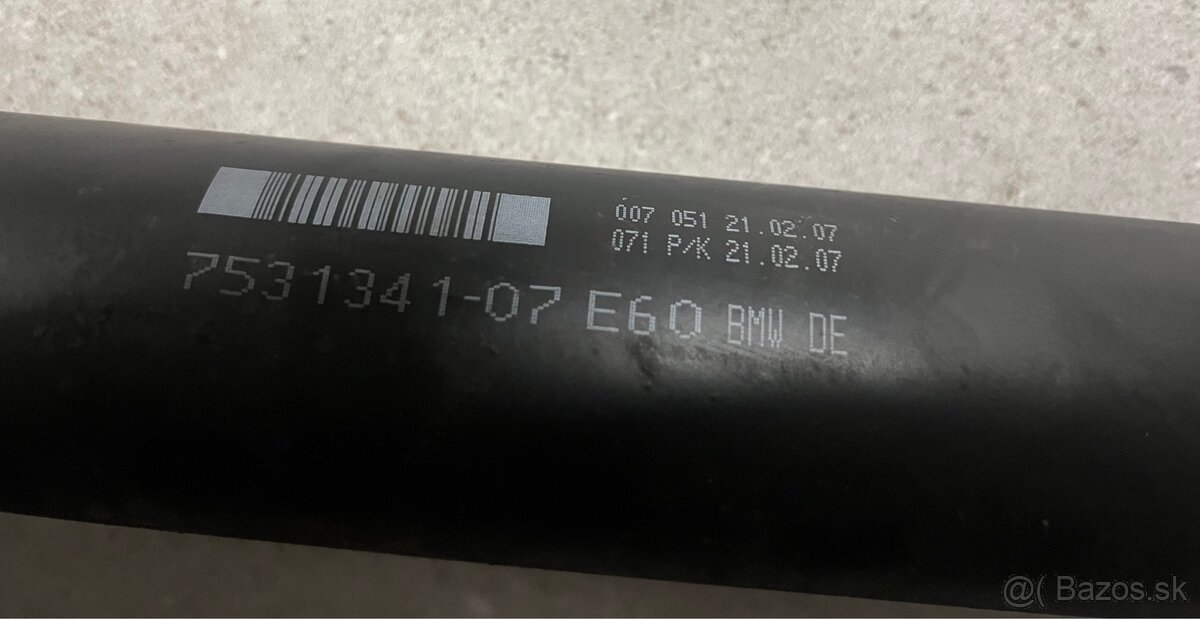 007 051 21.02.07
071 P/K 21.02.07
7531341-07 E60 BMW DE
@( Bazos.sk